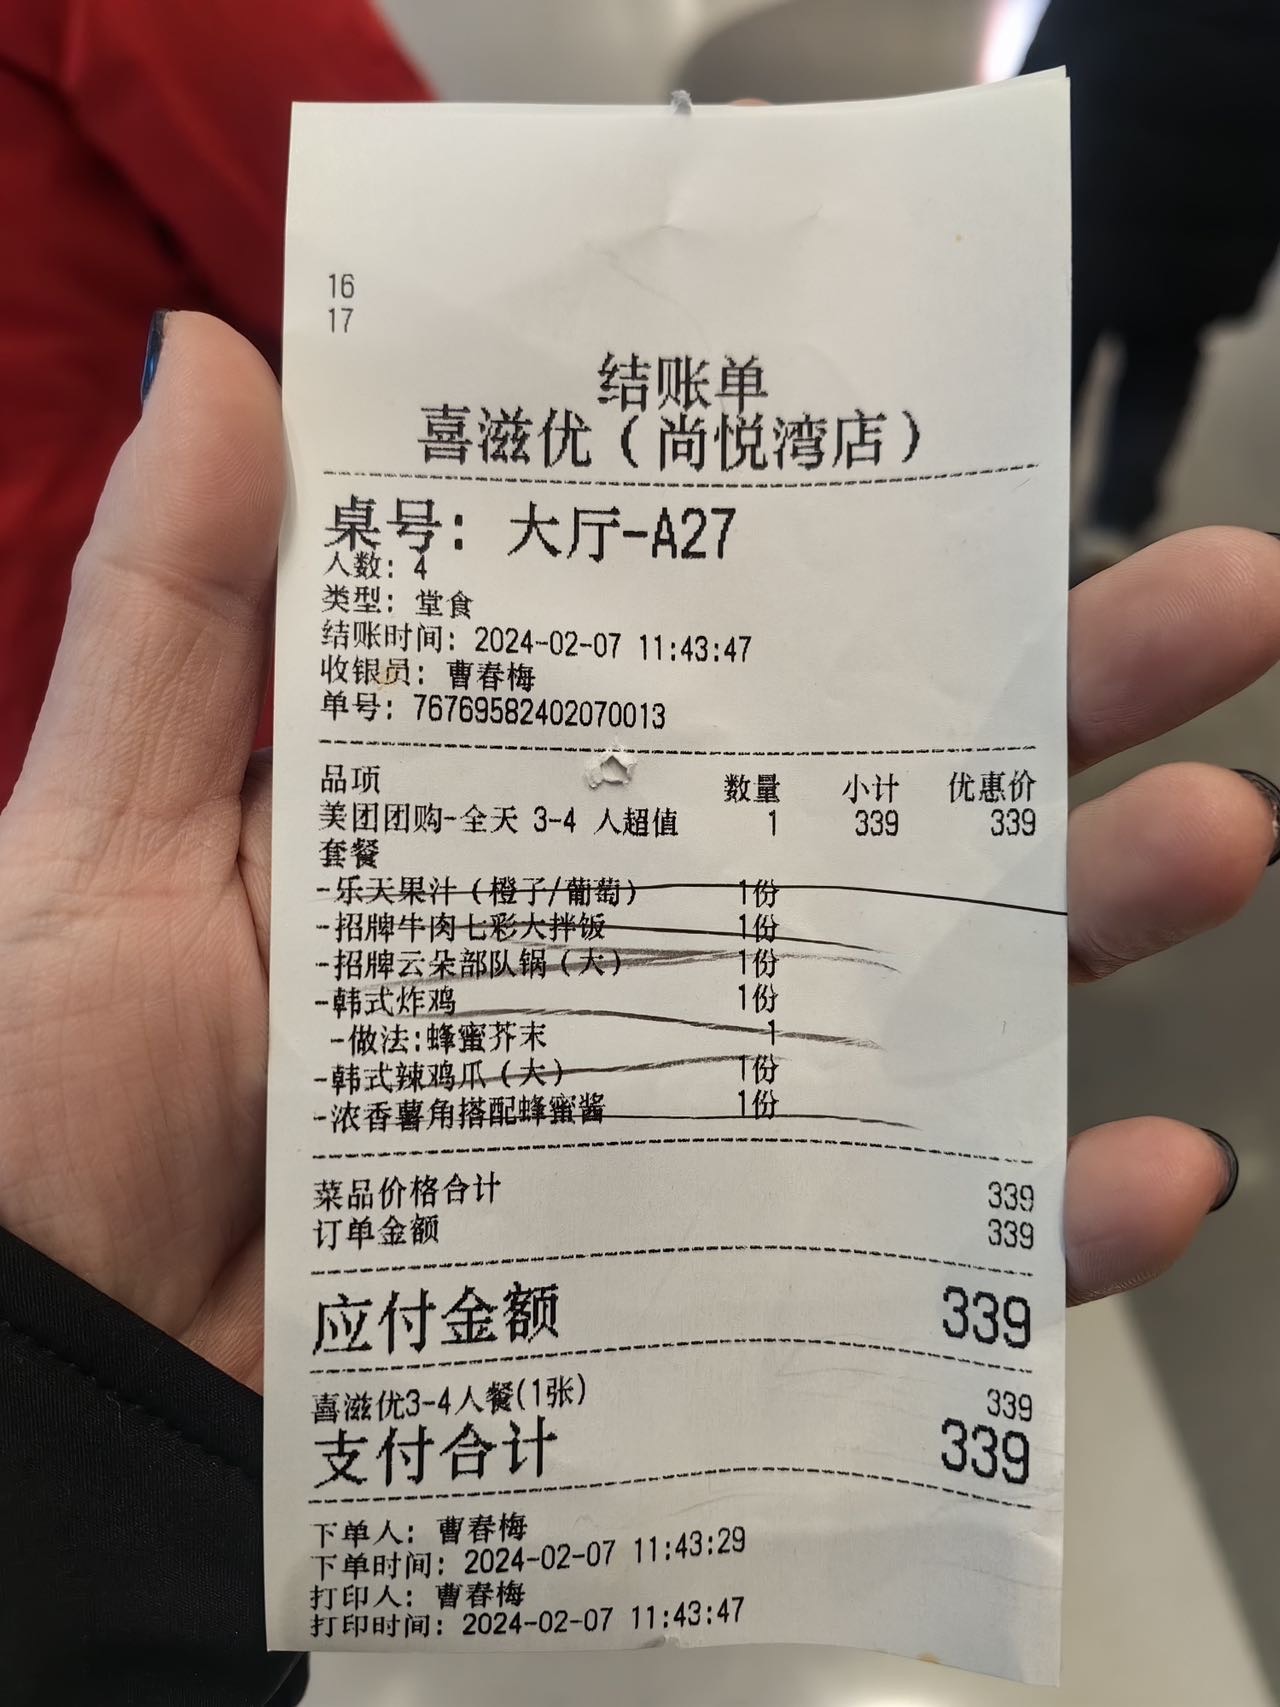 16
17
结账单
喜滋优（尚悦湾店）
桌号：大厅-A27
人数：4
类型：堂食
结账时间：2024-02-07 11:43:47
收银员：曹春梅
单号：76769582402070013
品项 数量 小计 优惠价
美团团购-全天 3-4 人超值 1 339 339
套餐
-乐天果汁（橙子/葡萄） 1份
-招牌牛肉七彩大拌饭 1份
-招牌云朵部队锅（大） 1份
-韩式炸鸡 1份
-做法:蜂蜜芥末 1
-韩式辣鸡爪（大） 1份
-浓香薯角搭配蜂蜜酱 1份
菜品价格合计 339
订单金额 339
应付金额 339
喜滋优3-4人餐(1张) 339
支付合计 339
下单人：曹春梅
下单时间：2024-02-07 11:43:29
打印人：曹春梅
打印时间：2024-02-07 11:43:47